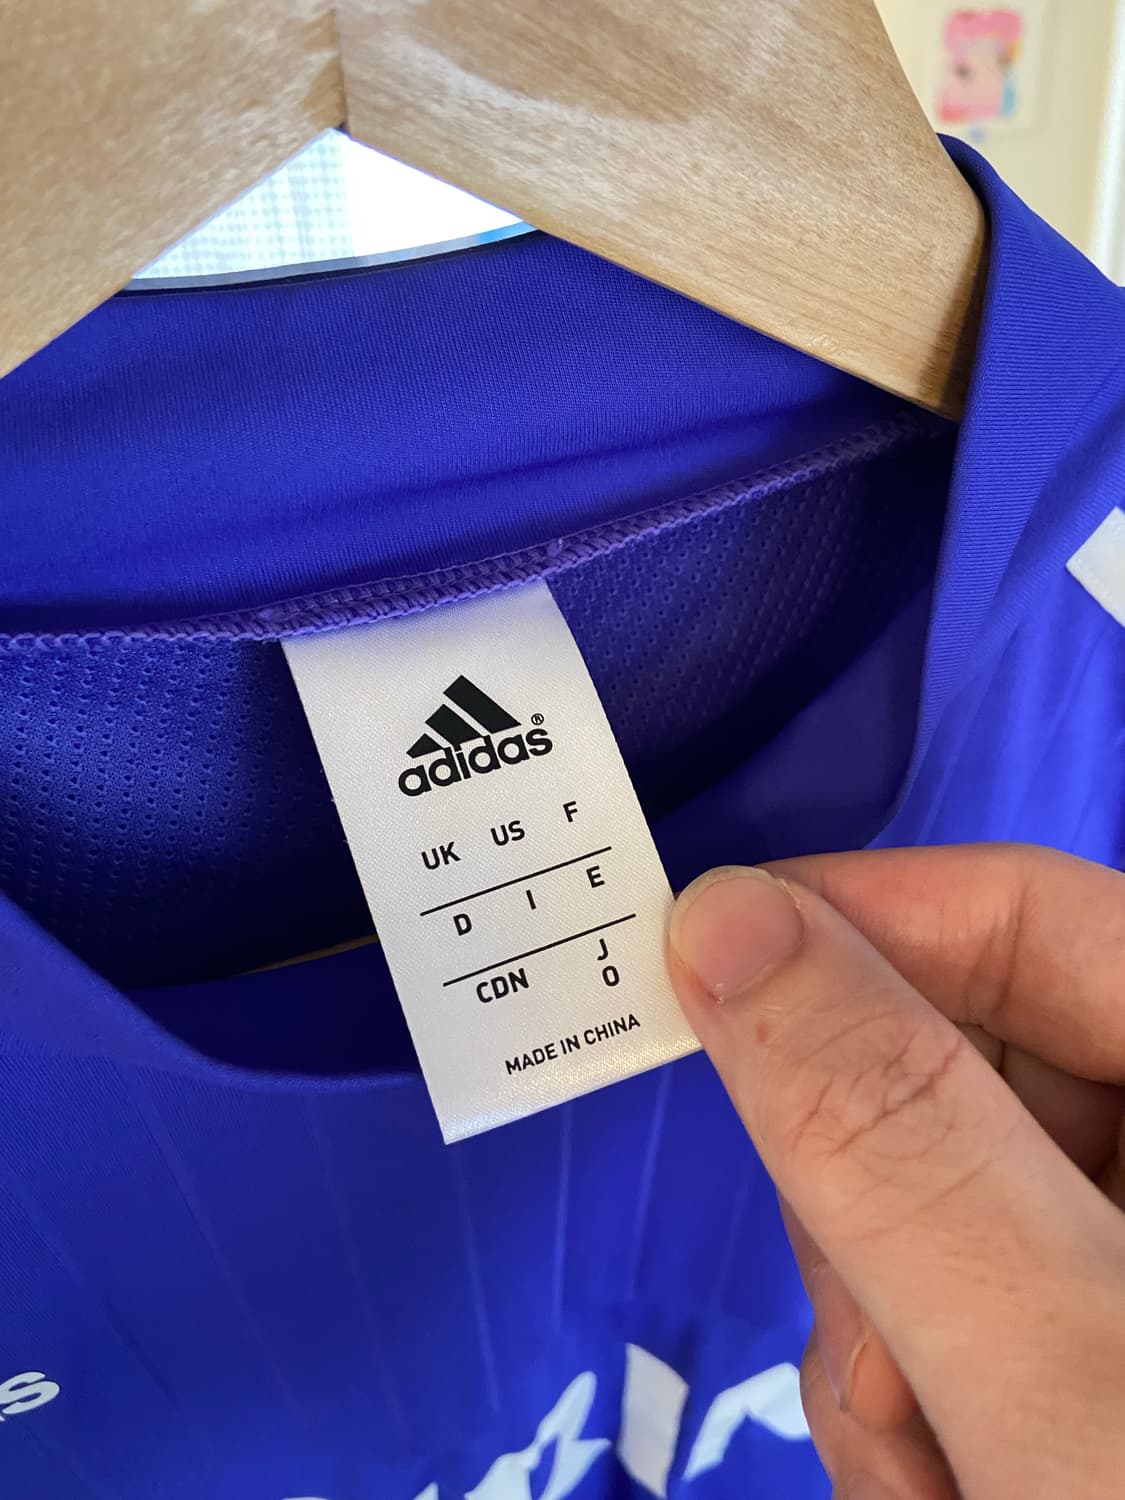 adidas®
UK US F
D I E
CDN J
O
MADE IN CHINA